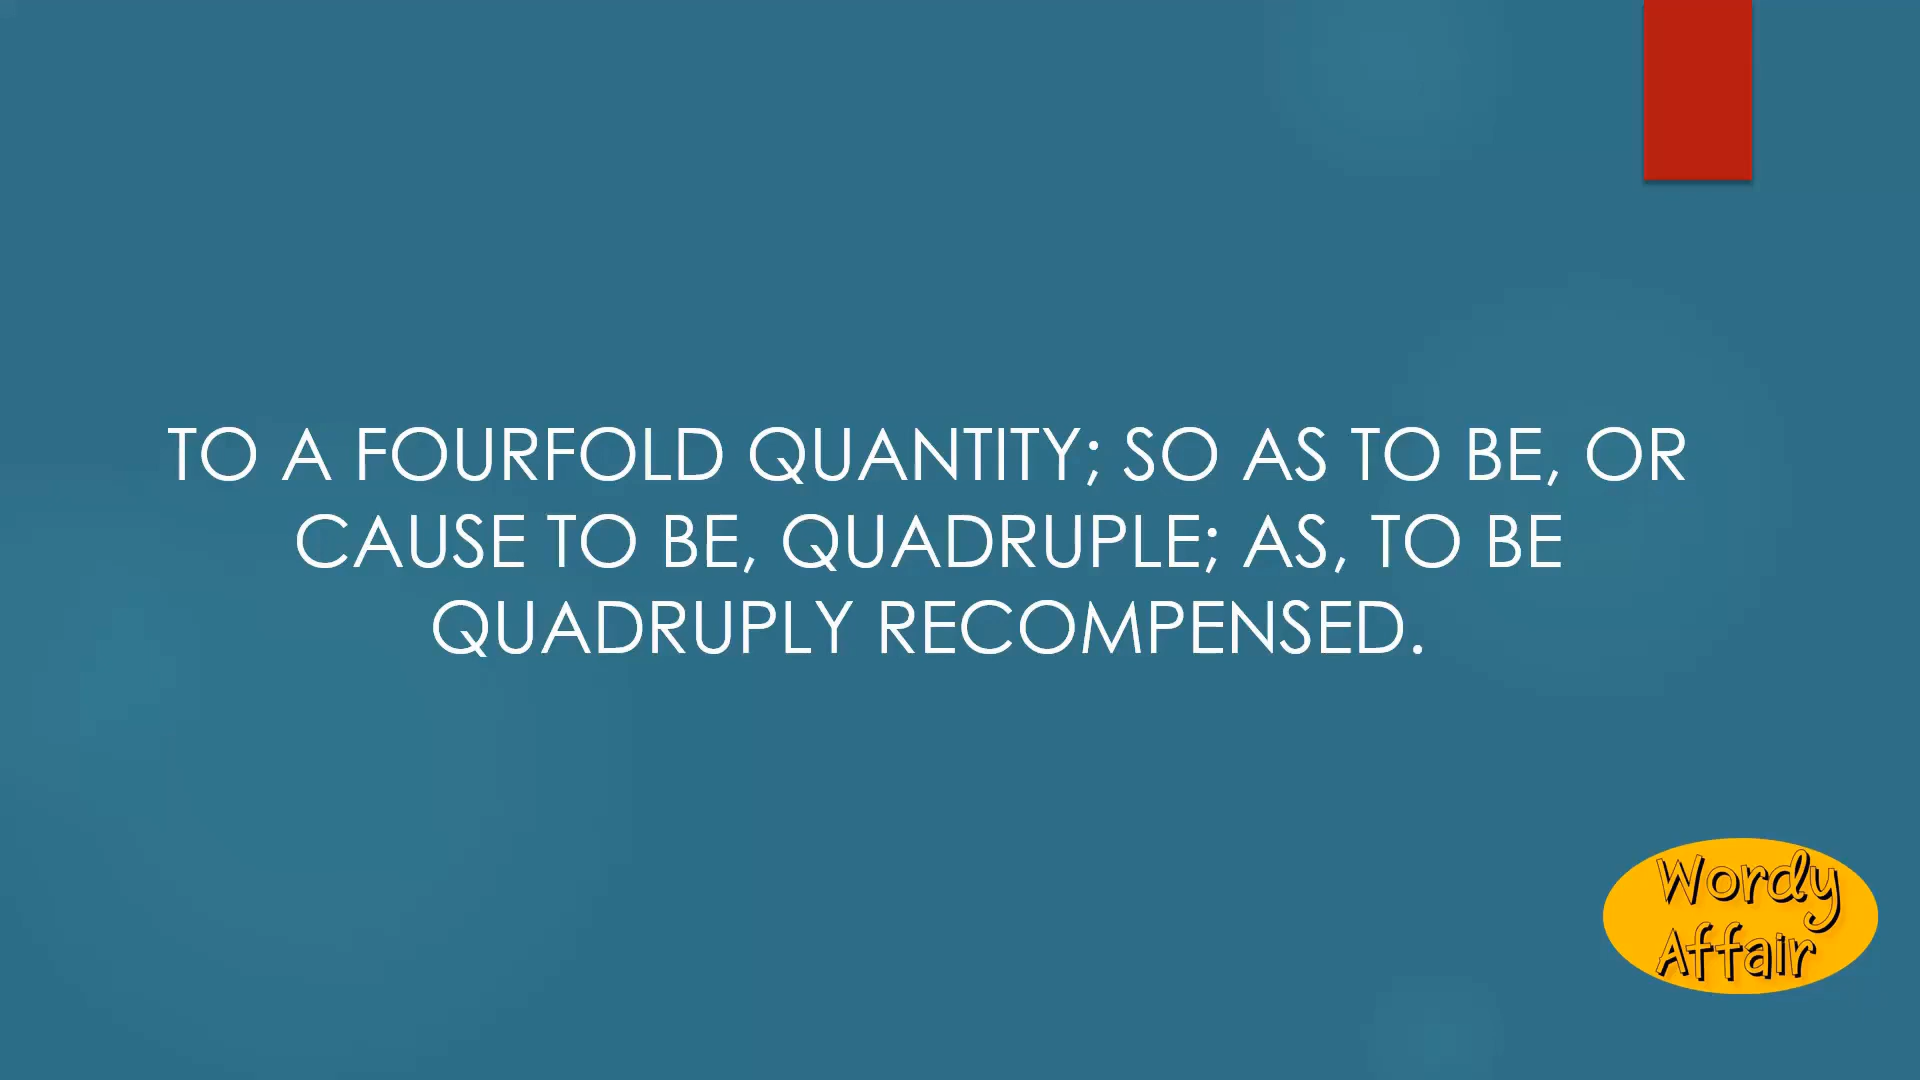 TO A FOURFOLD QUANTITY; SO AS TO BE, OR
CAUSE TO BE, QUADRUPLE; AS, TO BE
QUADRUPLY RECOMPENSED.
Wordy
Affair